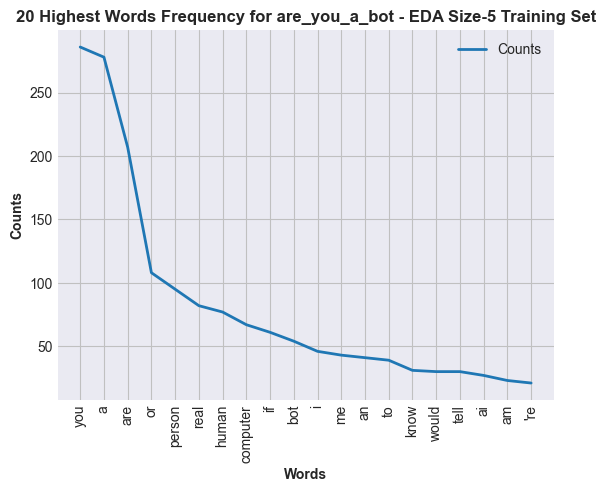 20 Highest Words Frequency for are_you_a_bot - EDA Size-5 Training Set
Counts
250
200
150
100
50
Counts
you
a
are
or
person
real
human
computer
if
bot
i
me
an
to
know
would
tell
ai
am
're
Words